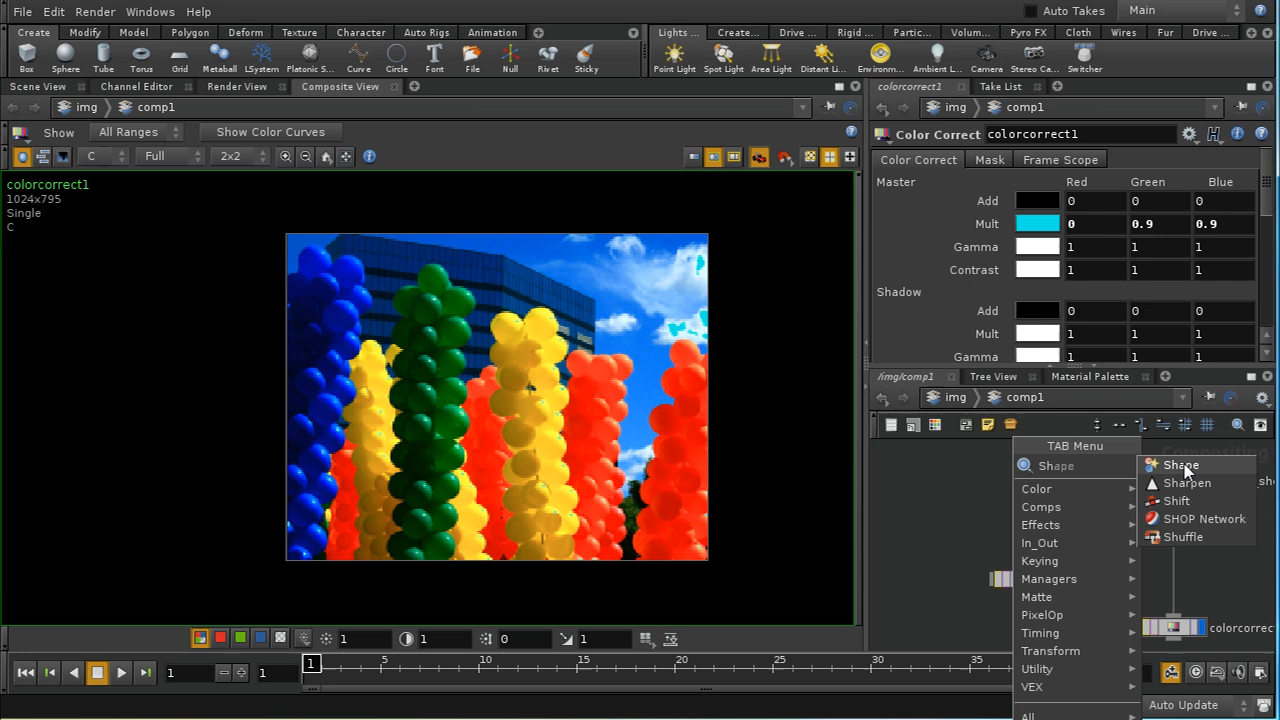 File Edit Render Windows Help Auto Takes Main
Create Modify Model Polygon Deform Texture Character Auto Rigs Animation Lights ... Create... Drive ... Rigid ... Partic... Volum... Pyro FX Cloth Wires Fur Drive ...
Box Sphere Tube Torus Grid Metaball LSystem Platonic S... Curve Circle Font File Null Rivet Sticky Point Light Spot Light Area Light Distant Li... Environm... Ambient L... Camera Stereo Ca... Switcher
Scene View Channel Editor Render View Composite View
img comp1
Show All Ranges Show Color Curves
C Full 2x2
colorcorrect1
1024x795
Single
C
colorcorrect1 Take List
img comp1
Color Correct colorcorrect1
Color Correct Mask Frame Scope
Master Red Green Blue
Add 0 0 0
Mult 0 0.9 0.9
Gamma 1 1 1
Contrast 1 1 1
Shadow
Add 0 0 0
Mult 1 1 1
Gamma 1 1 1
/img/comp1 Tree View Material Palette
img comp1
TAB Menu
Shape
Color
Comps
Effects
In_Out
Keying
Managers
Matte
PixelOp
Timing
Transform
Utility
VEX
All
Shape
Sharpen
Shift
SHOP Network
Shuffle
colorcorrect
1 1 0 1
1 1 1 5 10 15 20 25 30 35
Auto Update